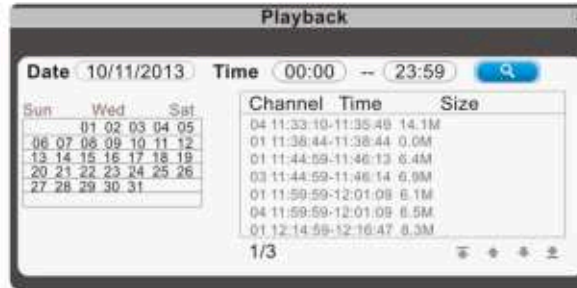 Playback
Date 10/11/2013 Time 00:00 -- 23:59
Sun Wed Sat
01 02 03 04 05
06 07 08 09 10 11 12
13 14 15 16 17 18 19
20 21 22 23 24 25 26
27 28 29 30 31
Channel Time Size
04 11:33:10-11:35:49 14.1M
01 11:38:44-11:38:44 0.0M
01 11:44:59-11:46:13 6.4M
03 11:44:59-11:46:14 6.9M
01 11:59:59-12:01:09 6.1M
04 11:59:59-12:01:09 6.5M
01 12:14:59-12:16:47 8.3M
1/3